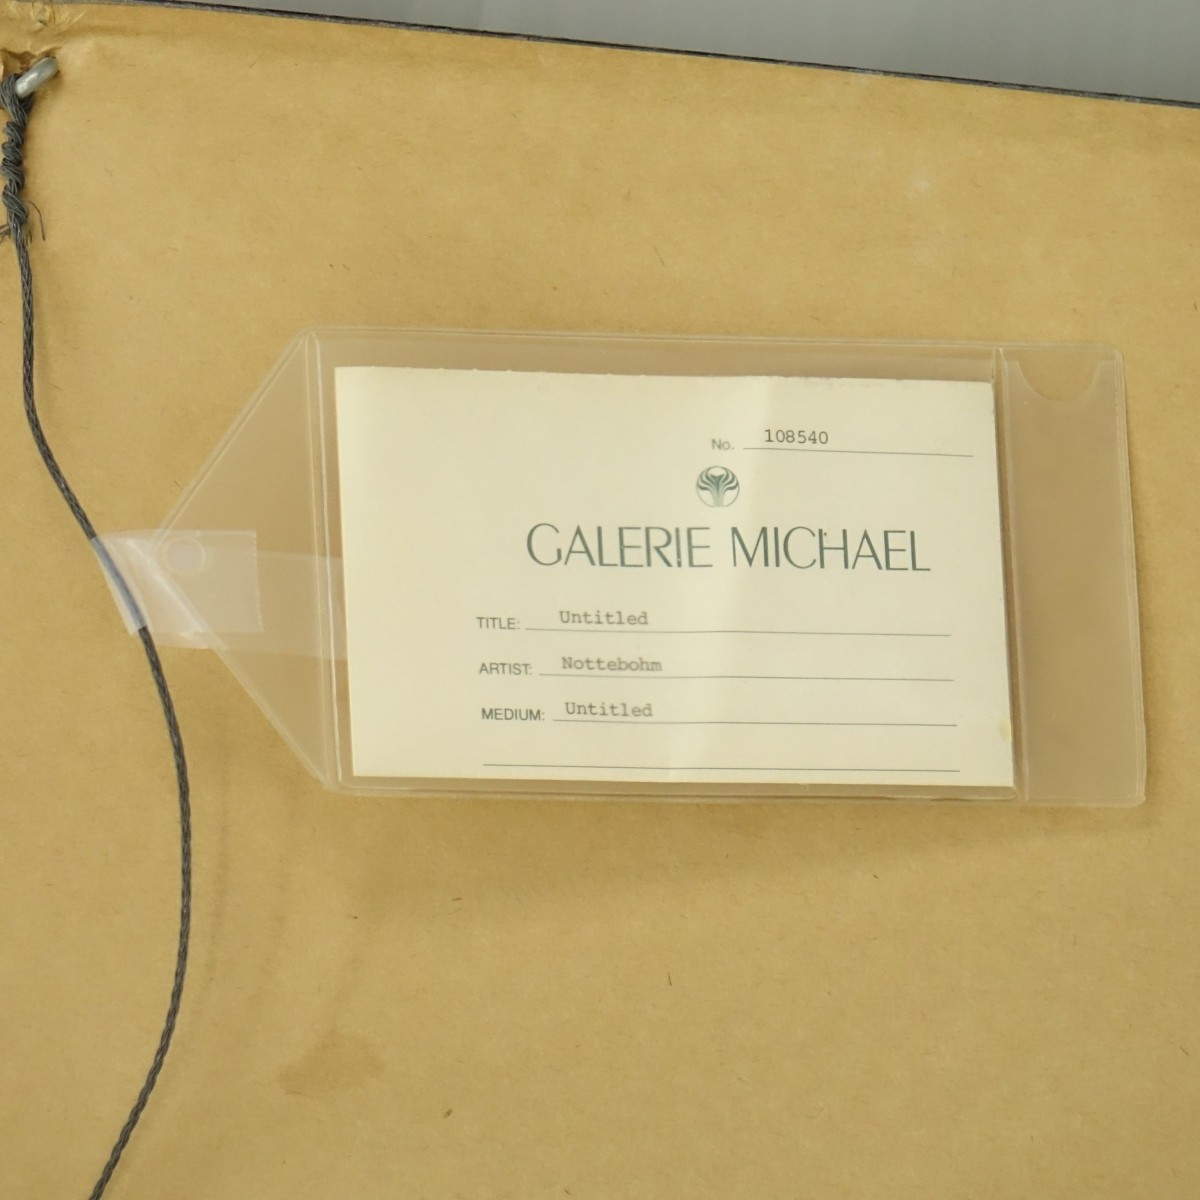 No. 108540
GALERIE MICHAEL
TITLE: Untitled
ARTIST: Nottebohm
MEDIUM: Untitled